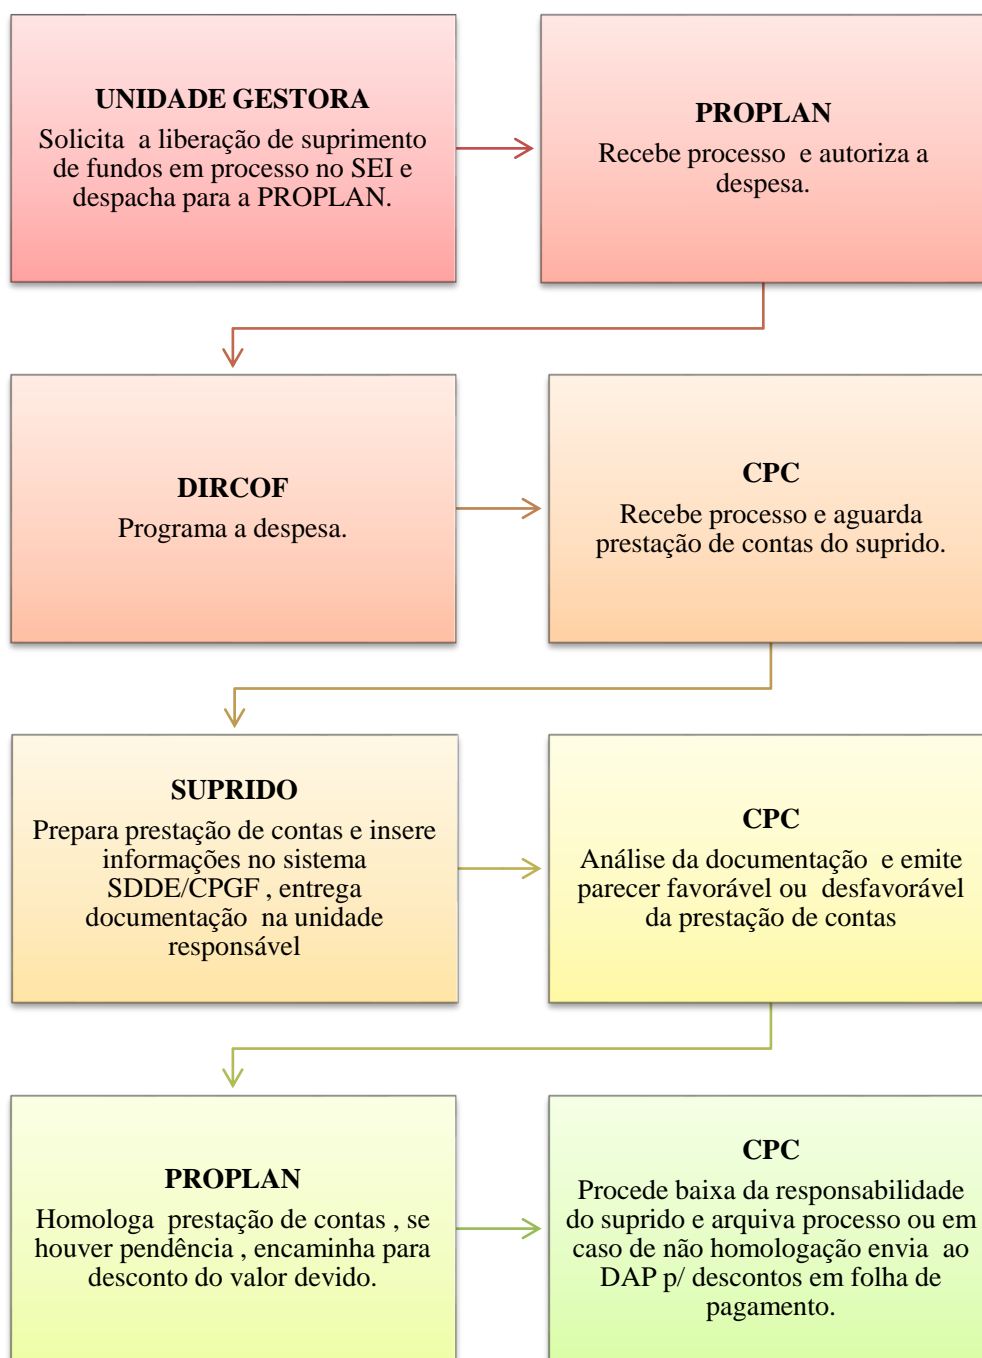 UNIDADE GESTORA
Solicita a liberação de suprimento
de fundos em processo no SEI e
despacha para a PROPLAN.
PROPLAN
Recebe processo e autoriza a
despesa.
DIRCOF
Programa a despesa.
CPC
Recebe processo e aguarda
prestação de contas do suprido.
SUPRIDO
Prepara prestação de contas e insere
informações no sistema
SDDE/CPGF , entrega
documentação na unidade
responsável
CPC
Análise da documentação e emite
parecer favorável ou desfavorável
da prestação de contas
PROPLAN
Homologa prestação de contas , se
houver pendência , encaminha para
desconto do valor devido.
CPC
Procede baixa da responsabilidade
do suprido e arquiva processo ou em
caso de não homologação envia ao
DAP p/ descontos em folha de
pagamento.